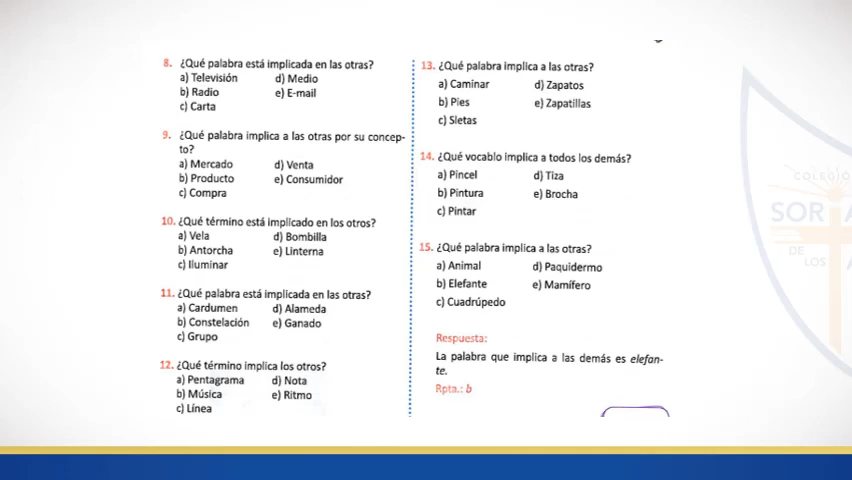 8. ¿Qué palabra está implicada en las otras?
a) Televisión d) Medio
b) Radio e) E-mail
c) Carta
9. ¿Qué palabra implica a las otras por su concep-
to?
a) Mercado d) Venta
b) Producto e) Consumidor
c) Compra
10. ¿Qué término está implicado en los otros?
a) Vela d) Bombilla
b) Antorcha e) Linterna
c) Iluminar
11. ¿Qué palabra está implicada en las otras?
a) Cardumen d) Alameda
b) Constelación e) Ganado
c) Grupo
12. ¿Qué término implica los otros?
a) Pentagrama d) Nota
b) Música e) Ritmo
c) Línea
13. ¿Qué palabra implica a las otras?
a) Caminar d) Zapatos
b) Pies e) Zapatillas
c) Sletas
14. ¿Qué vocablo implica a todos los demás?
a) Pincel d) Tiza
b) Pintura e) Brocha
c) Pintar
15. ¿Qué palabra implica a las otras?
a) Animal d) Paquidermo
b) Elefante e) Mamífero
c) Cuadrúpedo
Respuesta:
La palabra que implica a las demás es elefan-
te.
Rpta.: b
COLEGIO
DE
LOS